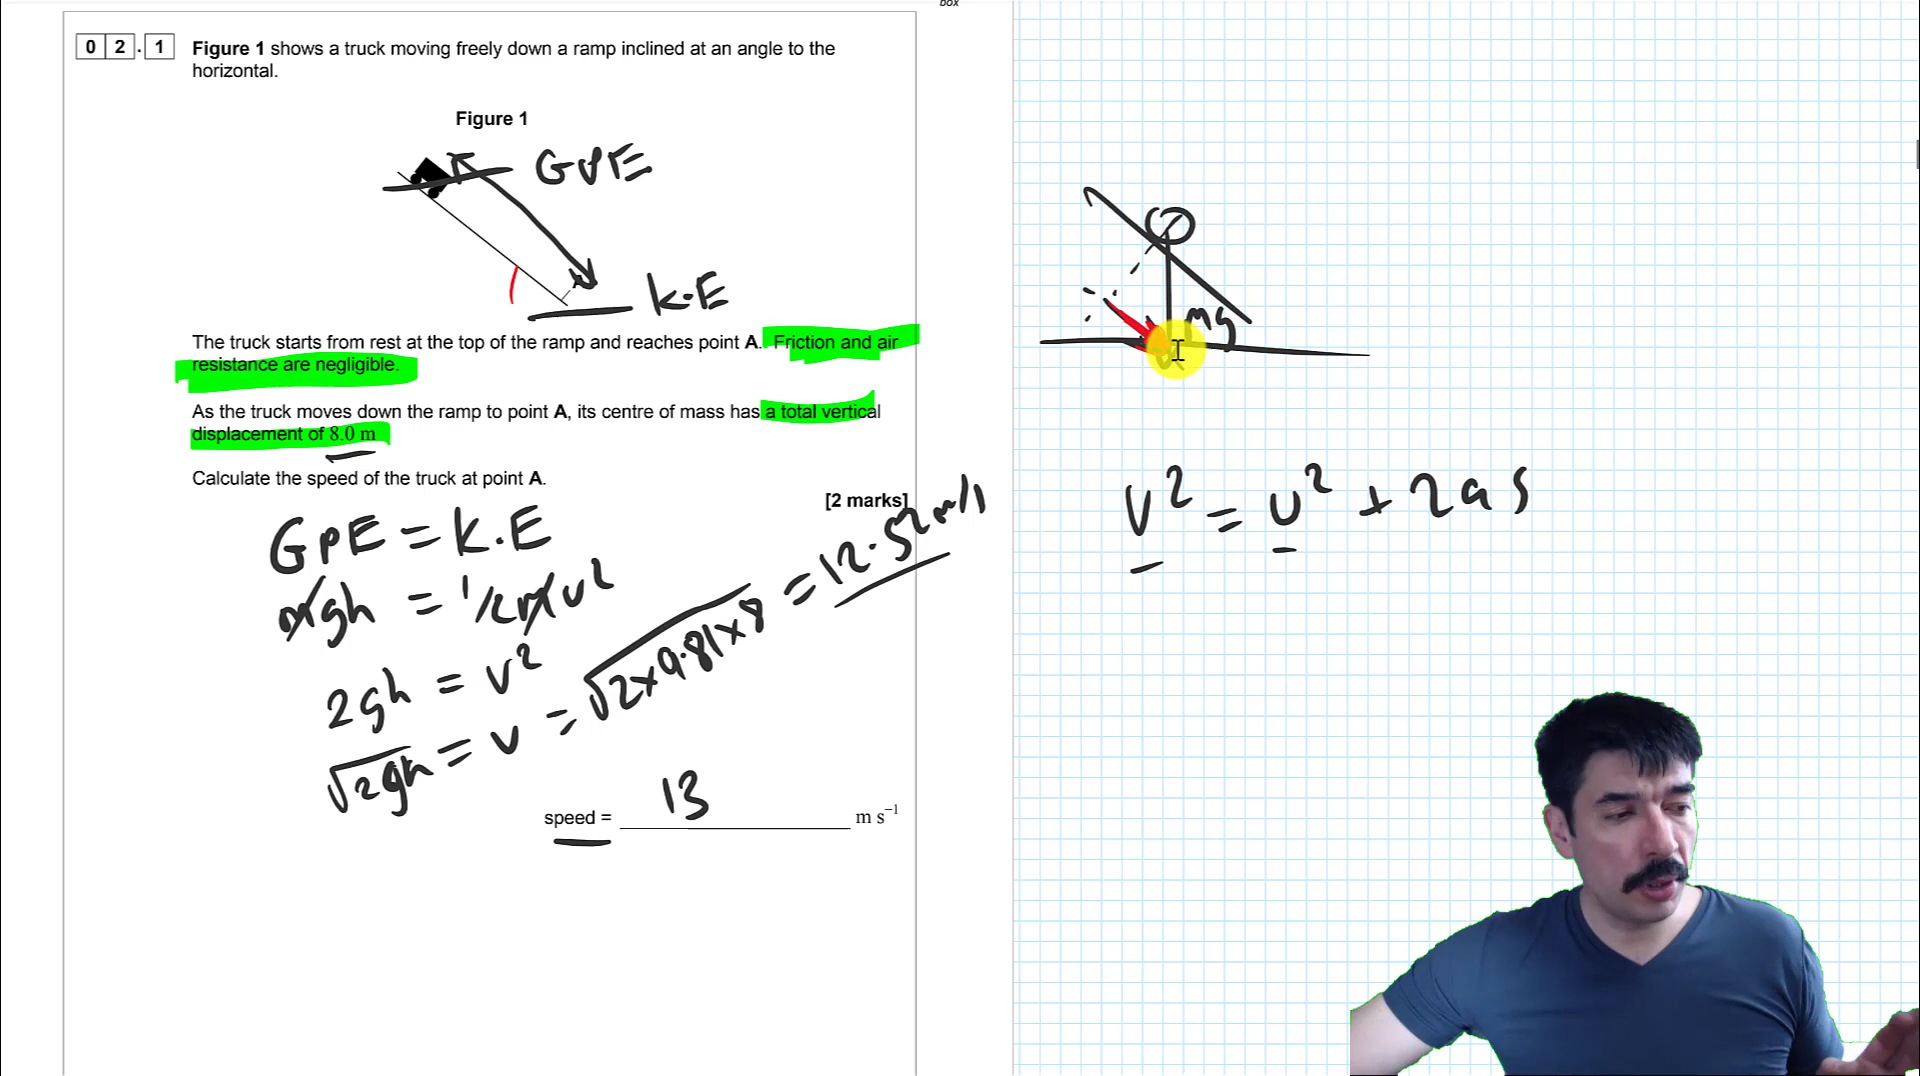 box
0 2 . 1 Figure 1 shows a truck moving freely down a ramp inclined at an angle to the
horizontal.
Figure 1
GPE
A
K.E
The truck starts from rest at the top of the ramp and reaches point A. Friction and air
resistance are negligible.
As the truck moves down the ramp to point A, its centre of mass has a total vertical
displacement of 8.0 m
Calculate the speed of the truck at point A.
[2 marks]
GPE = K.E
mgh = 1/2mv²
2gh = v²
√2gh = v = √2×9.81×8 = 12.52 m/s
speed = 13 m s⁻¹
mg
v² = u² + 2as